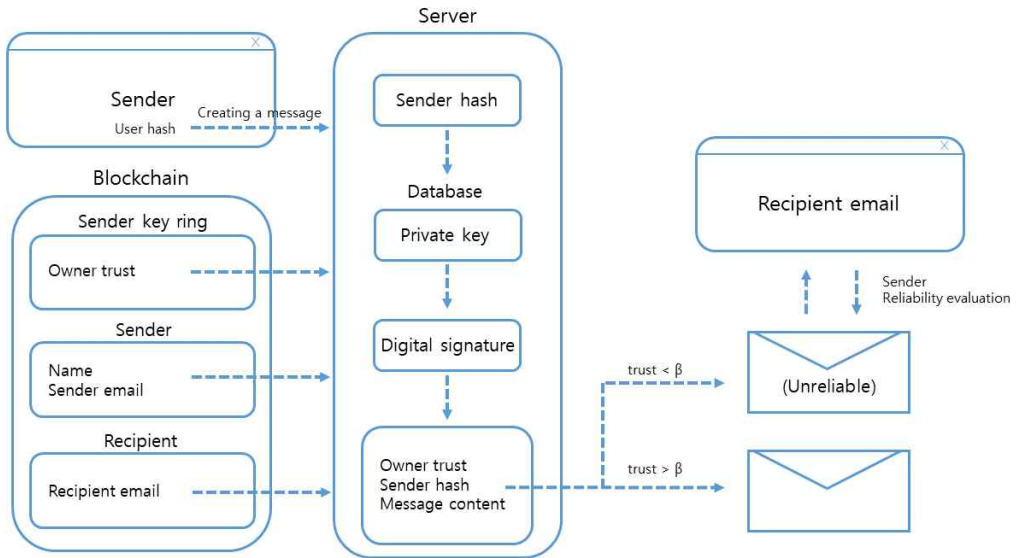 Server
X
Sender
User hash
Creating a message
Sender hash
Blockchain
Sender key ring
Owner trust
Sender
Name
Sender email
Recipient
Recipient email
Database
Private key
Digital signature
Owner trust
Sender hash
Message content
trust < β
trust > β
X
Recipient email
Sender
Reliability evaluation
(Unreliable)